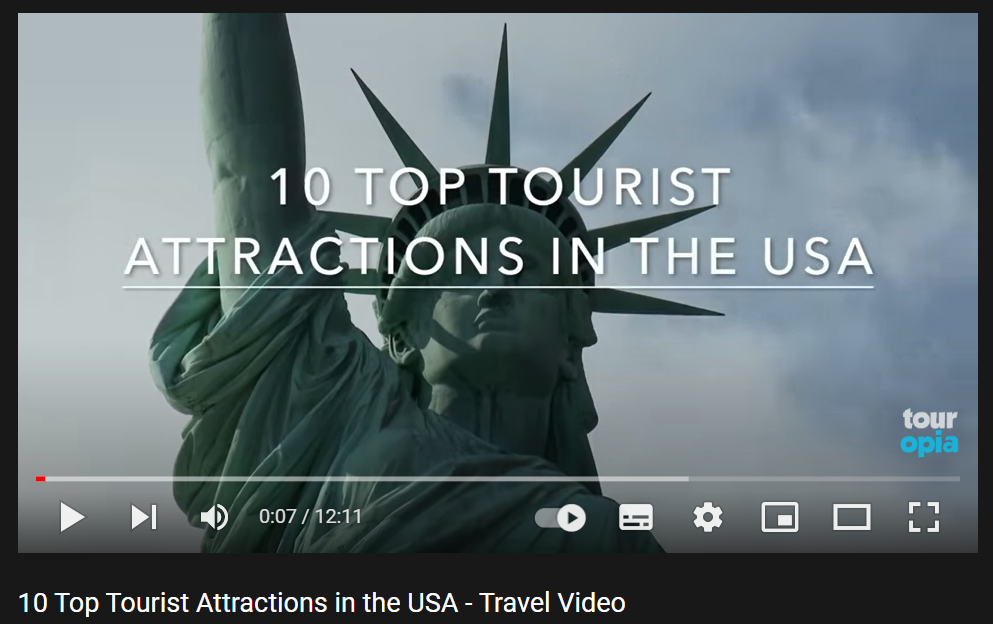 10 TOP TOURIST
ATTRACTIONS IN THE USA
tour
opia
0:07 / 12:11
10 Top Tourist Attractions in the USA - Travel Video